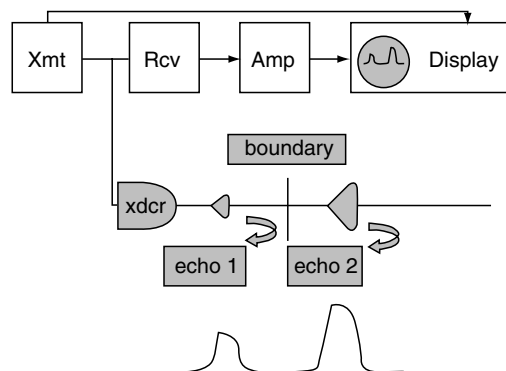 Xmt
Rcv
Amp
Display
boundary
xdcr
echo 1
echo 2